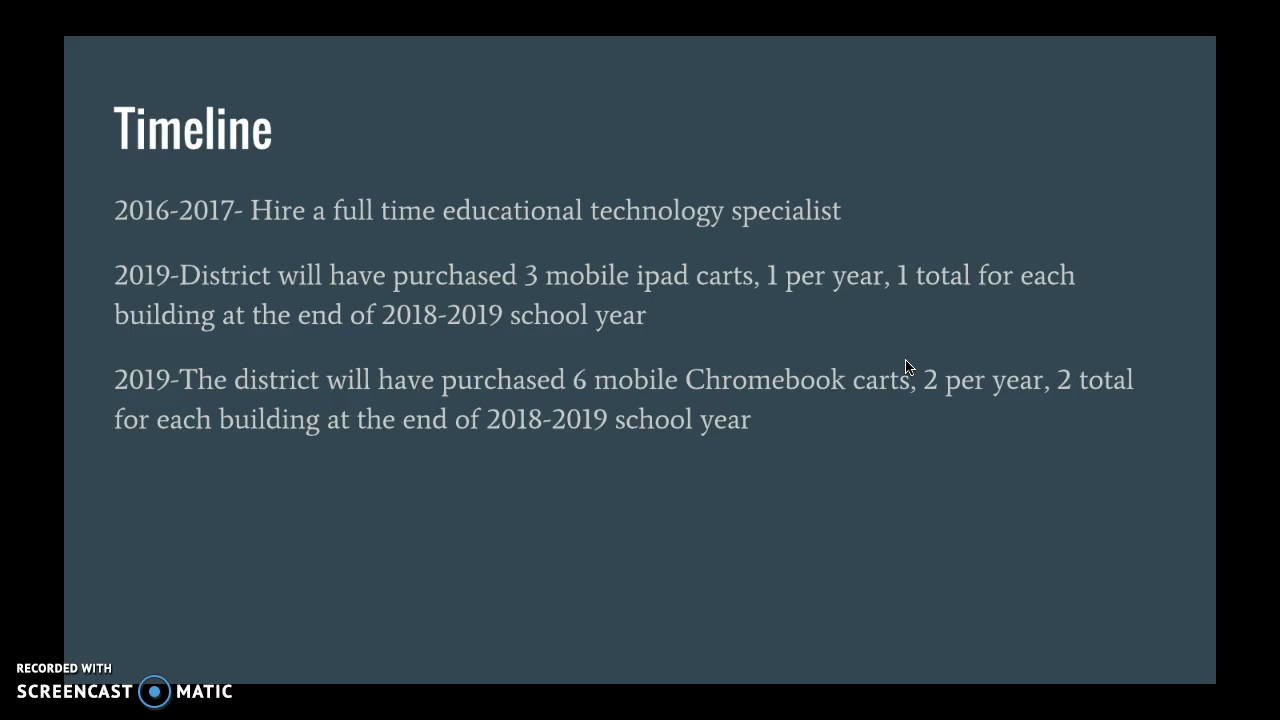 Timeline
2016-2017- Hire a full time educational technology specialist
2019-District will have purchased 3 mobile ipad carts, 1 per year, 1 total for each
building at the end of 2018-2019 school year
2019-The district will have purchased 6 mobile Chromebook carts, 2 per year, 2 total
for each building at the end of 2018-2019 school year
RECORDED WITH
SCREENCAST MATIC